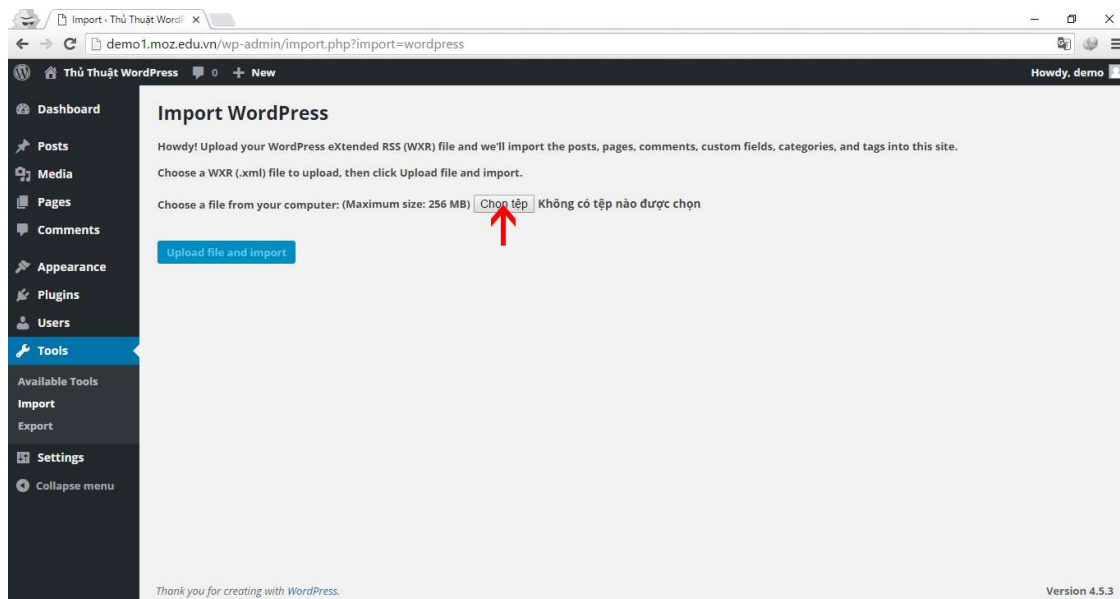 Import ‹ Thủ Thuật WordP
demo1.moz.edu.vn/wp-admin/import.php?import=wordpress
Thủ Thuật WordPress 0 + New Howdy, demo
Dashboard
Posts
Media
Pages
Comments
Appearance
Plugins
Users
Tools
Available Tools
Import
Export
Settings
Collapse menu
Import WordPress
Howdy! Upload your WordPress eXtended RSS (WXR) file and we'll import the posts, pages, comments, custom fields, categories, and tags into this site.
Choose a WXR (.xml) file to upload, then click Upload file and import.
Choose a file from your computer: (Maximum size: 256 MB) Chọn tệp Không có tệp nào được chọn
Upload file and import
Thank you for creating with WordPress. Version 4.5.3